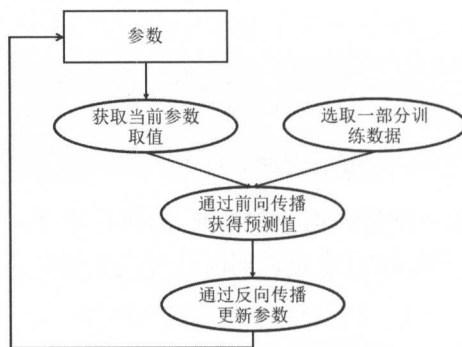 参数
获取当前参数
取值
选取一部分训
练数据
通过前向传播
获得预测值
通过反向传播
更新参数